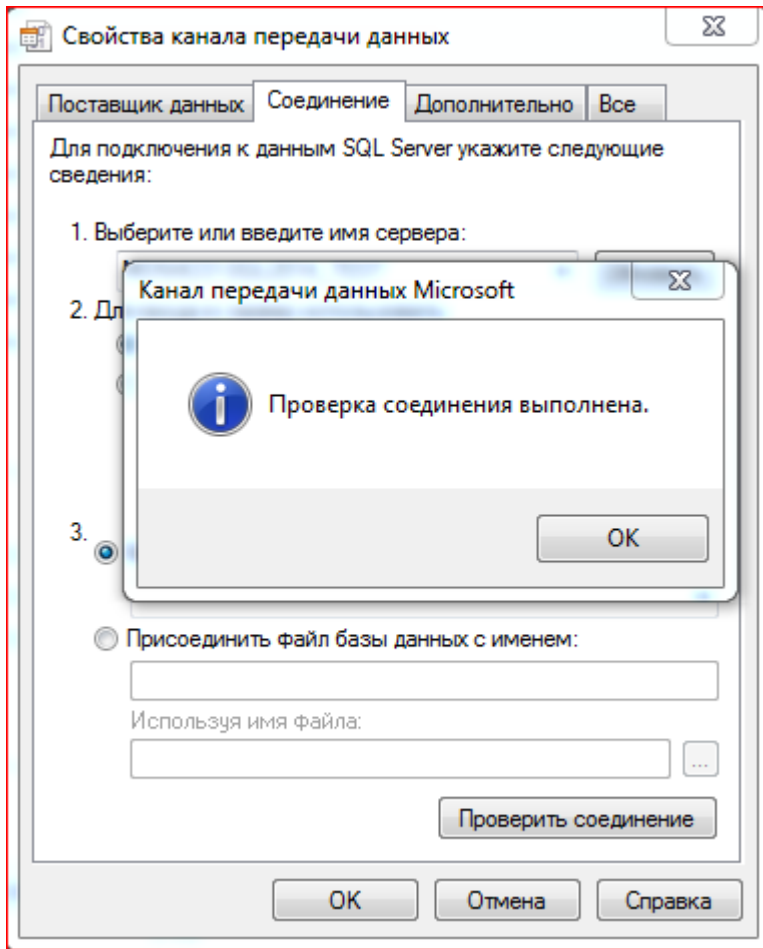 Свойства канала передачи данных
Поставщик данных
Соединение
Дополнительно
Все
Для подключения к данным SQL Server укажите следующие
сведения:
1. Выберите или введите имя сервера:
2. Дл
Канал передачи данных Microsoft
Проверка соединения выполнена.
OK
3.
Присоединить файл базы данных с именем:
Используя имя файла:
...
Проверить соединение
OK
Отмена
Справка